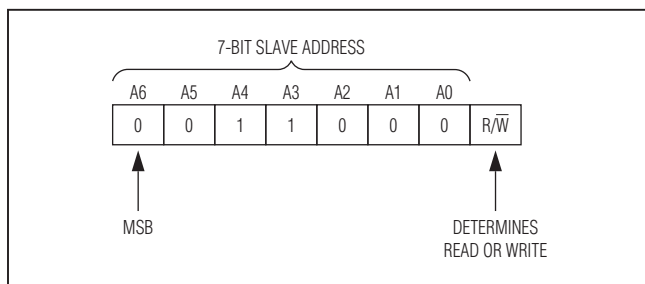 7-BIT SLAVE ADDRESS
A6 A5 A4 A3 A2 A1 A0
0 0 1 1 0 0 0 R/W̅
MSB
DETERMINES
READ OR WRITE